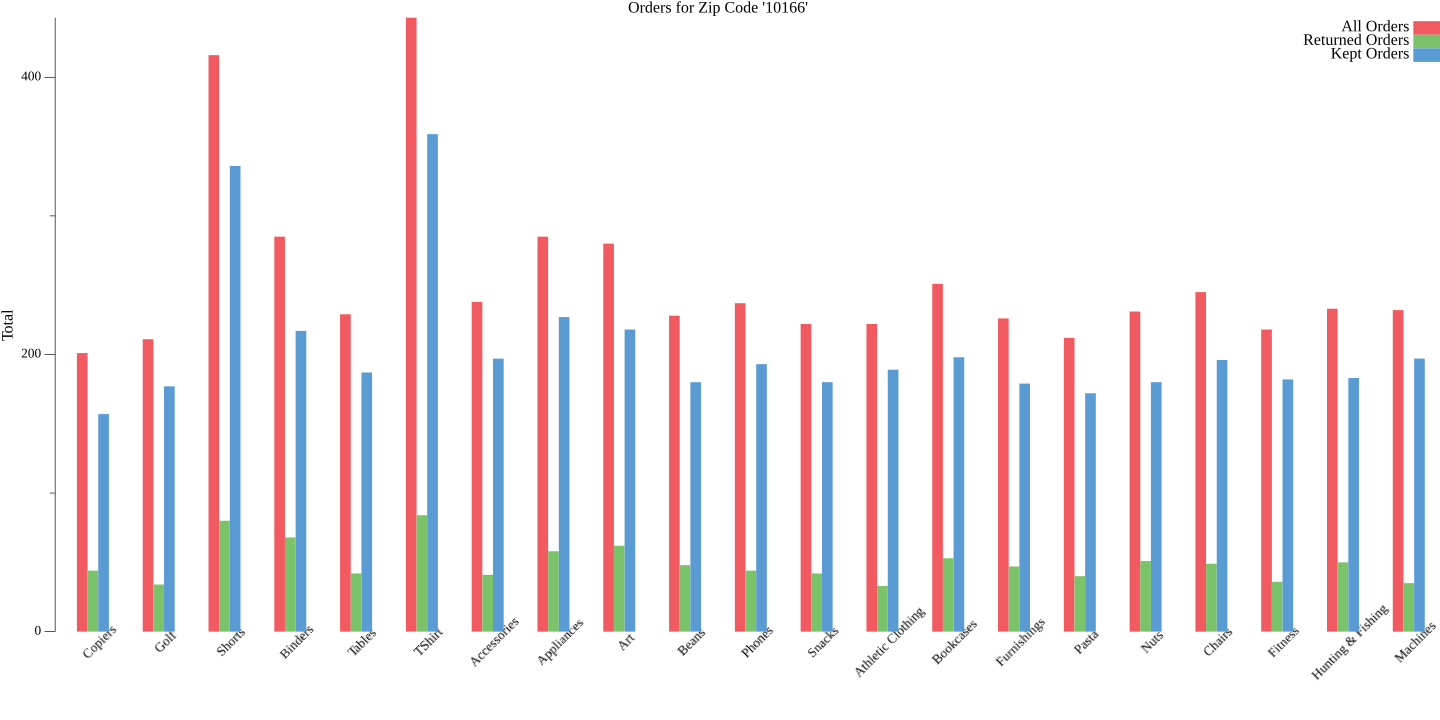 Orders for Zip Code '10166'
All Orders
Returned Orders
Kept Orders
400
200
0
Total
Copiers
Golf
Shorts
Binders
Tables
TShirt
Accessories
Appliances
Art
Beans
Phones
Snacks
Athletic Clothing
Bookcases
Furnishings
Pasta
Nuts
Chairs
Fitness
Hunting & Fishing
Machines